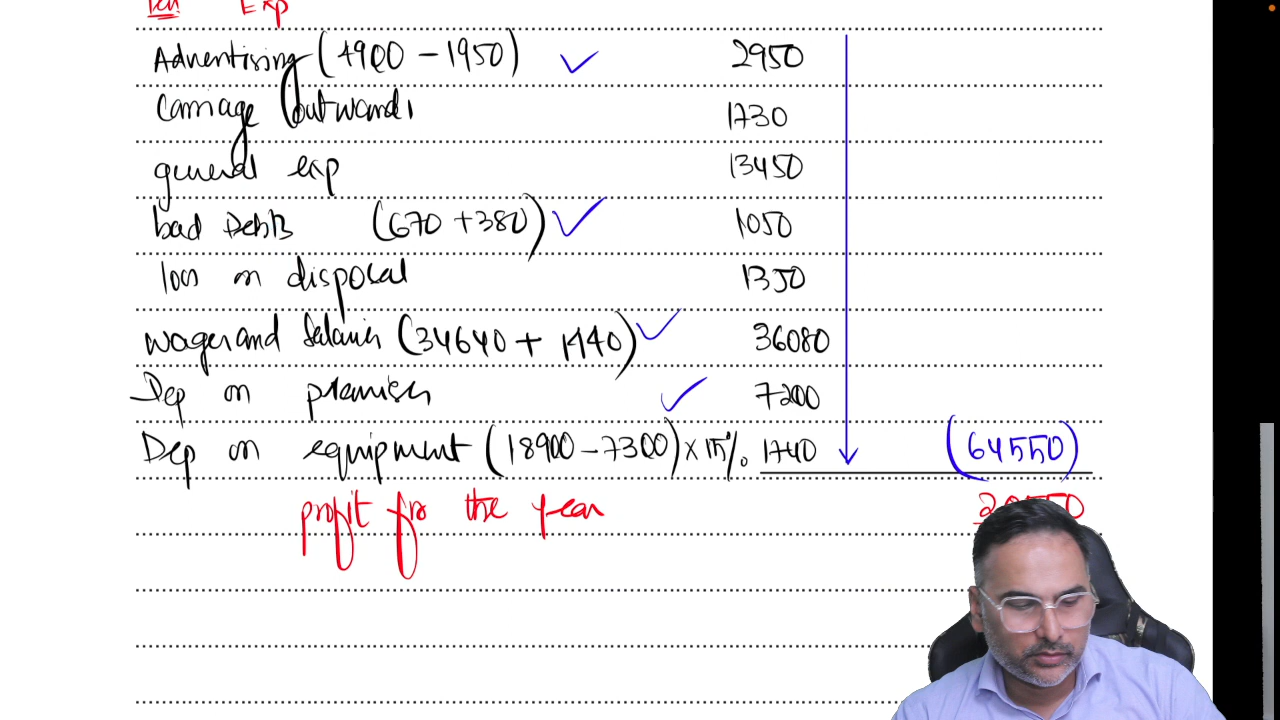 Exp
Advertising (4900 - 1950) ✓ 2950
Carriage outwards 1730
general exp 13450
bad Debts (670 + 380) ✓ 1050
loss on disposal 1350
wages and Salaries (34640 + 1440) ✓ 36080
Dep on premises ✓ 7200
Dep on equipment (18900 - 7300) × 15%. 1740 (64550)
profit for the year